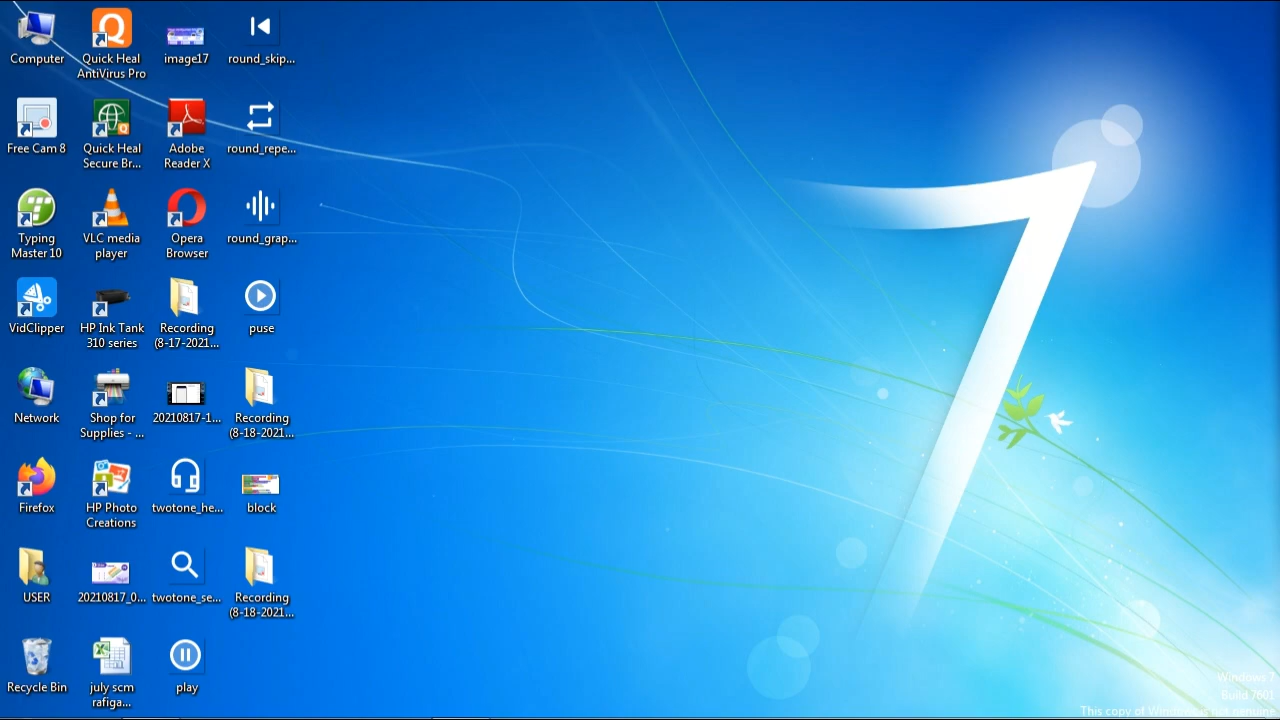 Computer
Quick Heal
AntiVirus Pro
image17
round_skip...
Free Cam 8
Quick Heal
Secure Br...
Adobe
Reader X
round_repe...
Typing
Master 10
VLC media
player
Opera
Browser
round_grap...
VidClipper
HP Ink Tank
310 series
Recording
(8-17-2021...
puse
Network
Shop for
Supplies - ...
20210817-1...
Recording
(8-18-2021...
Firefox
HP Photo
Creations
twotone_he...
block
USER
20210817_0...
twotone_se...
Recording
(8-18-2021...
Recycle Bin
july scm
rafiga...
play
Windows 7
Build 7601
This copy of Windows is not genuine